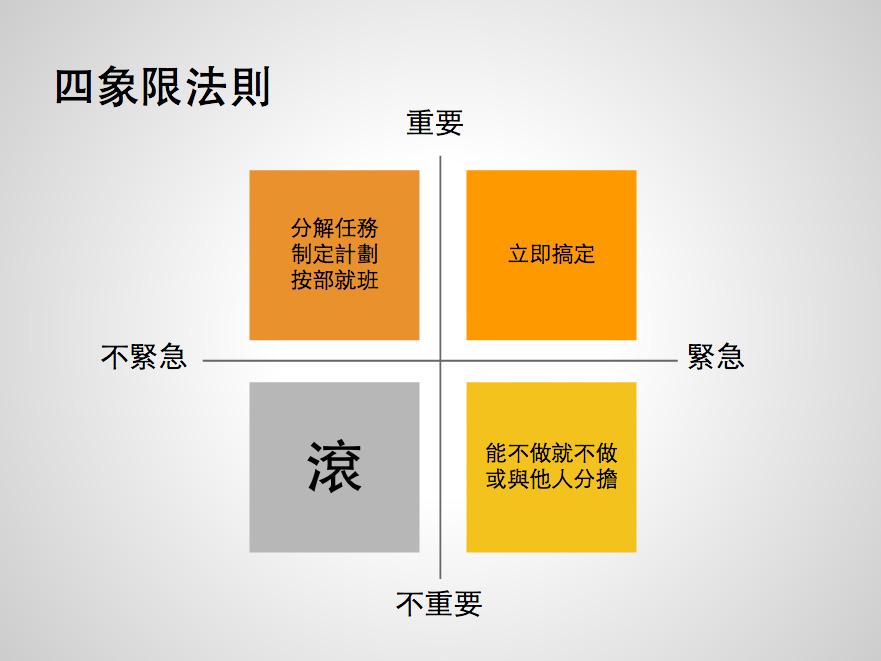 四象限法則
重要
分解任務
制定計劃
按部就班
立即搞定
不緊急
緊急
滾
能不做就不做
或與他人分擔
不重要